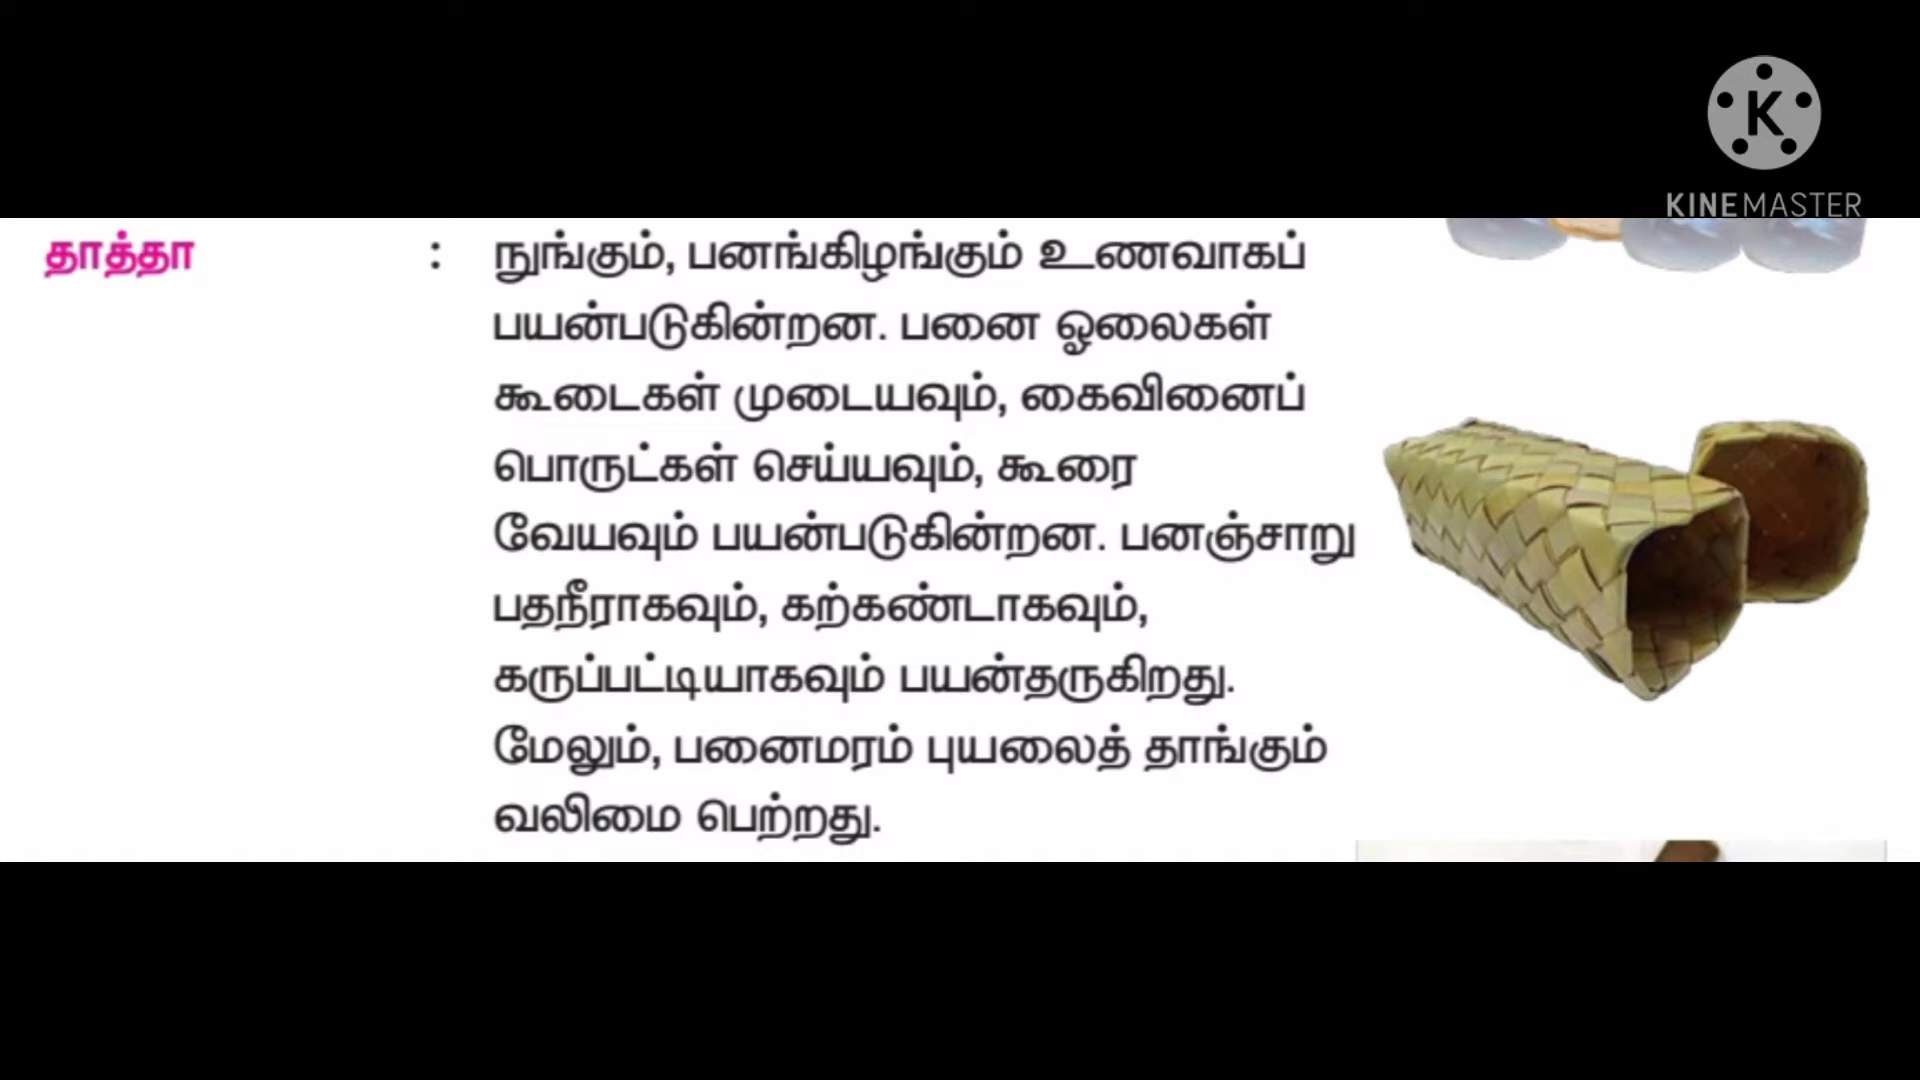 KINEMASTER
தாத்தா : நுங்கும், பனங்கிழங்கும் உணவாகப்
பயன்படுகின்றன. பனை ஓலைகள்
கூடைகள் முடையவும், கைவினைப்
பொருட்கள் செய்யவும், கூரை
வேயவும் பயன்படுகின்றன. பனஞ்சாறு
பதநீராகவும், கற்கண்டாகவும்,
கருப்பட்டியாகவும் பயன்தருகிறது.
மேலும், பனைமரம் புயலைத் தாங்கும்
வலிமை பெற்றது.